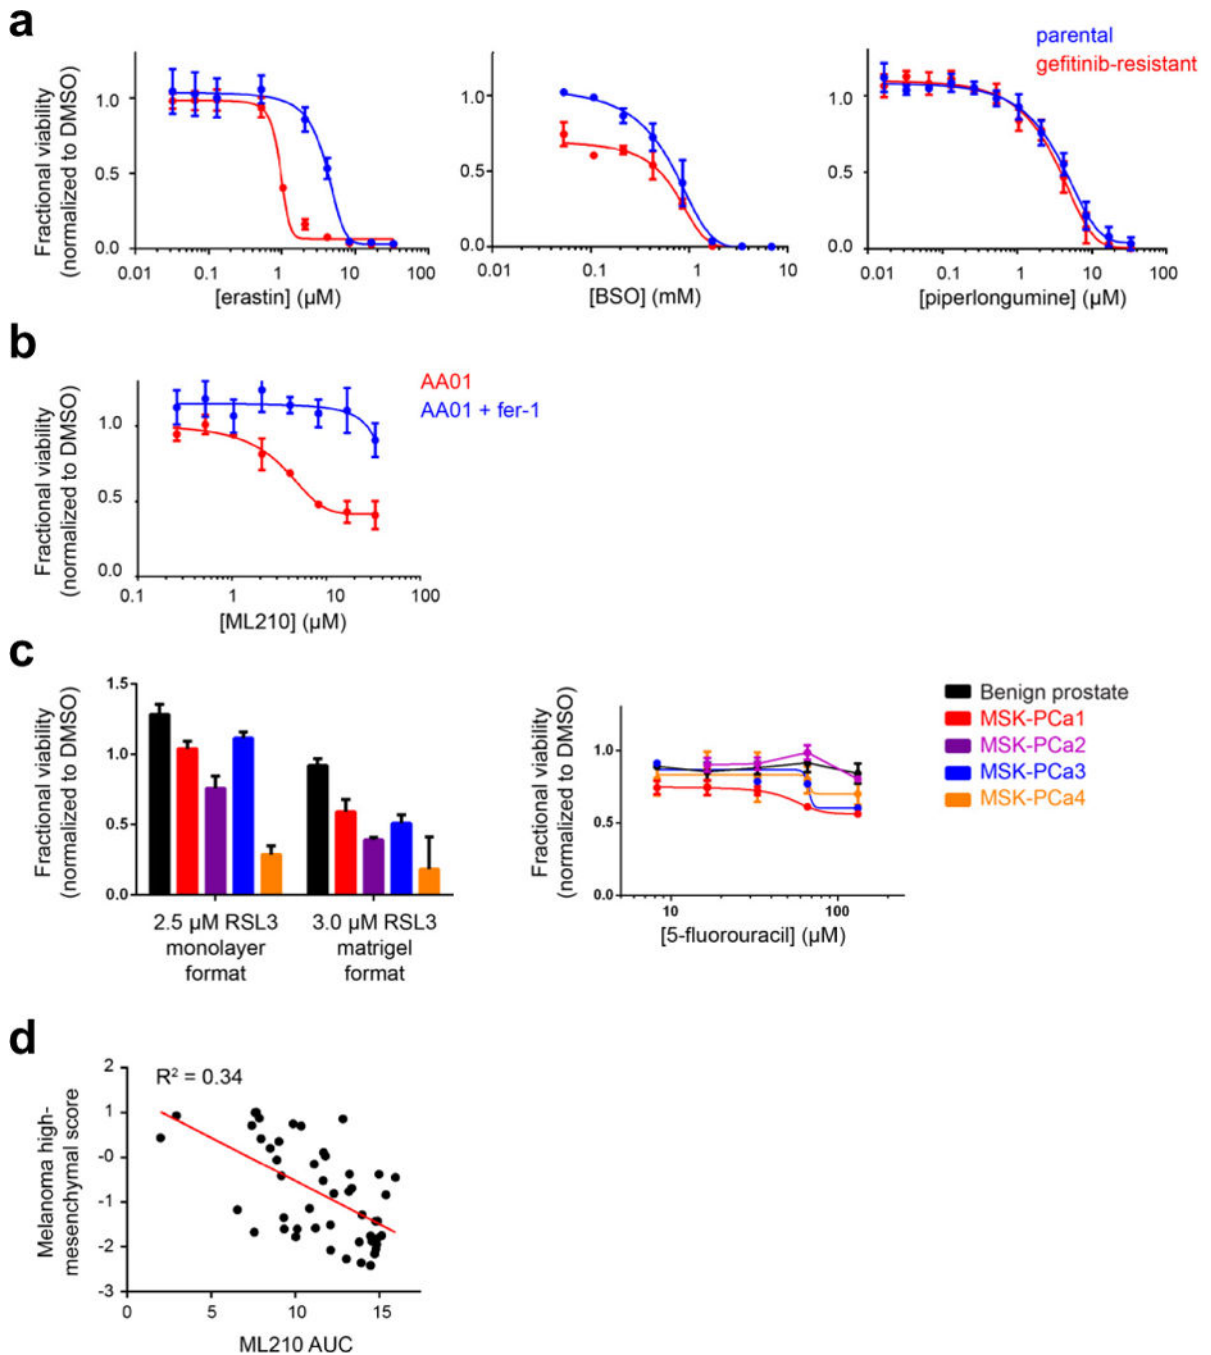 a
parental
gefitinib-resistant
Fractional viability
(normalized to DMSO)
1.0
0.5
0.0
0.01
0.1
1
10
100
[erastin] (µM)
1.0
0.5
0.0
0.01
0.1
1
10
[BSO] (mM)
1.0
0.5
0.0
0.01
0.1
1
10
100
[piperlongumine] (µM)
b
Fractional viability
(normalized to DMSO)
1.0
0.5
0.0
0.1
1
10
100
[ML210] (µM)
AA01
AA01 + fer-1
c
Fractional viability
(normalized to DMSO)
1.5
1.0
0.5
0.0
2.5 µM RSL3
monolayer
format
3.0 µM RSL3
matrigel
format
Fractional viability
(normalized to DMSO)
1.0
0.5
0.0
10
100
[5-fluorouracil] (µM)
Benign prostate
MSK-PCa1
MSK-PCa2
MSK-PCa3
MSK-PCa4
d
Melanoma high-
mesenchymal score
R² = 0.34
2
1
-0
-1
-2
-3
0
5
10
15
ML210 AUC